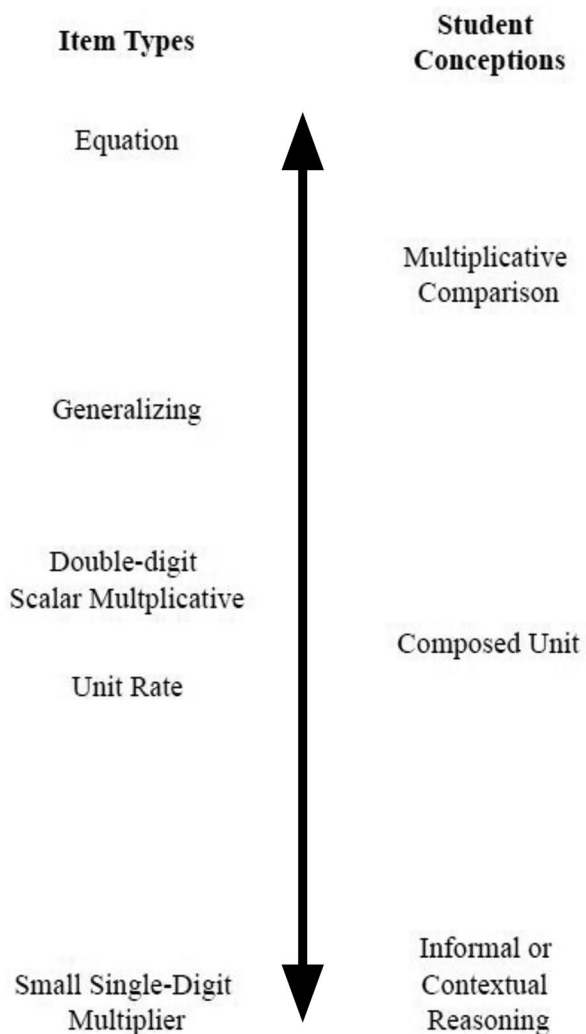 Item Types
Student
Conceptions
Equation
Multiplicative
Comparison
Generalizing
Double-digit
Scalar Multplicative
Composed Unit
Unit Rate
Small Single-Digit
Multiplier
Informal or
Contextual
Reasoning